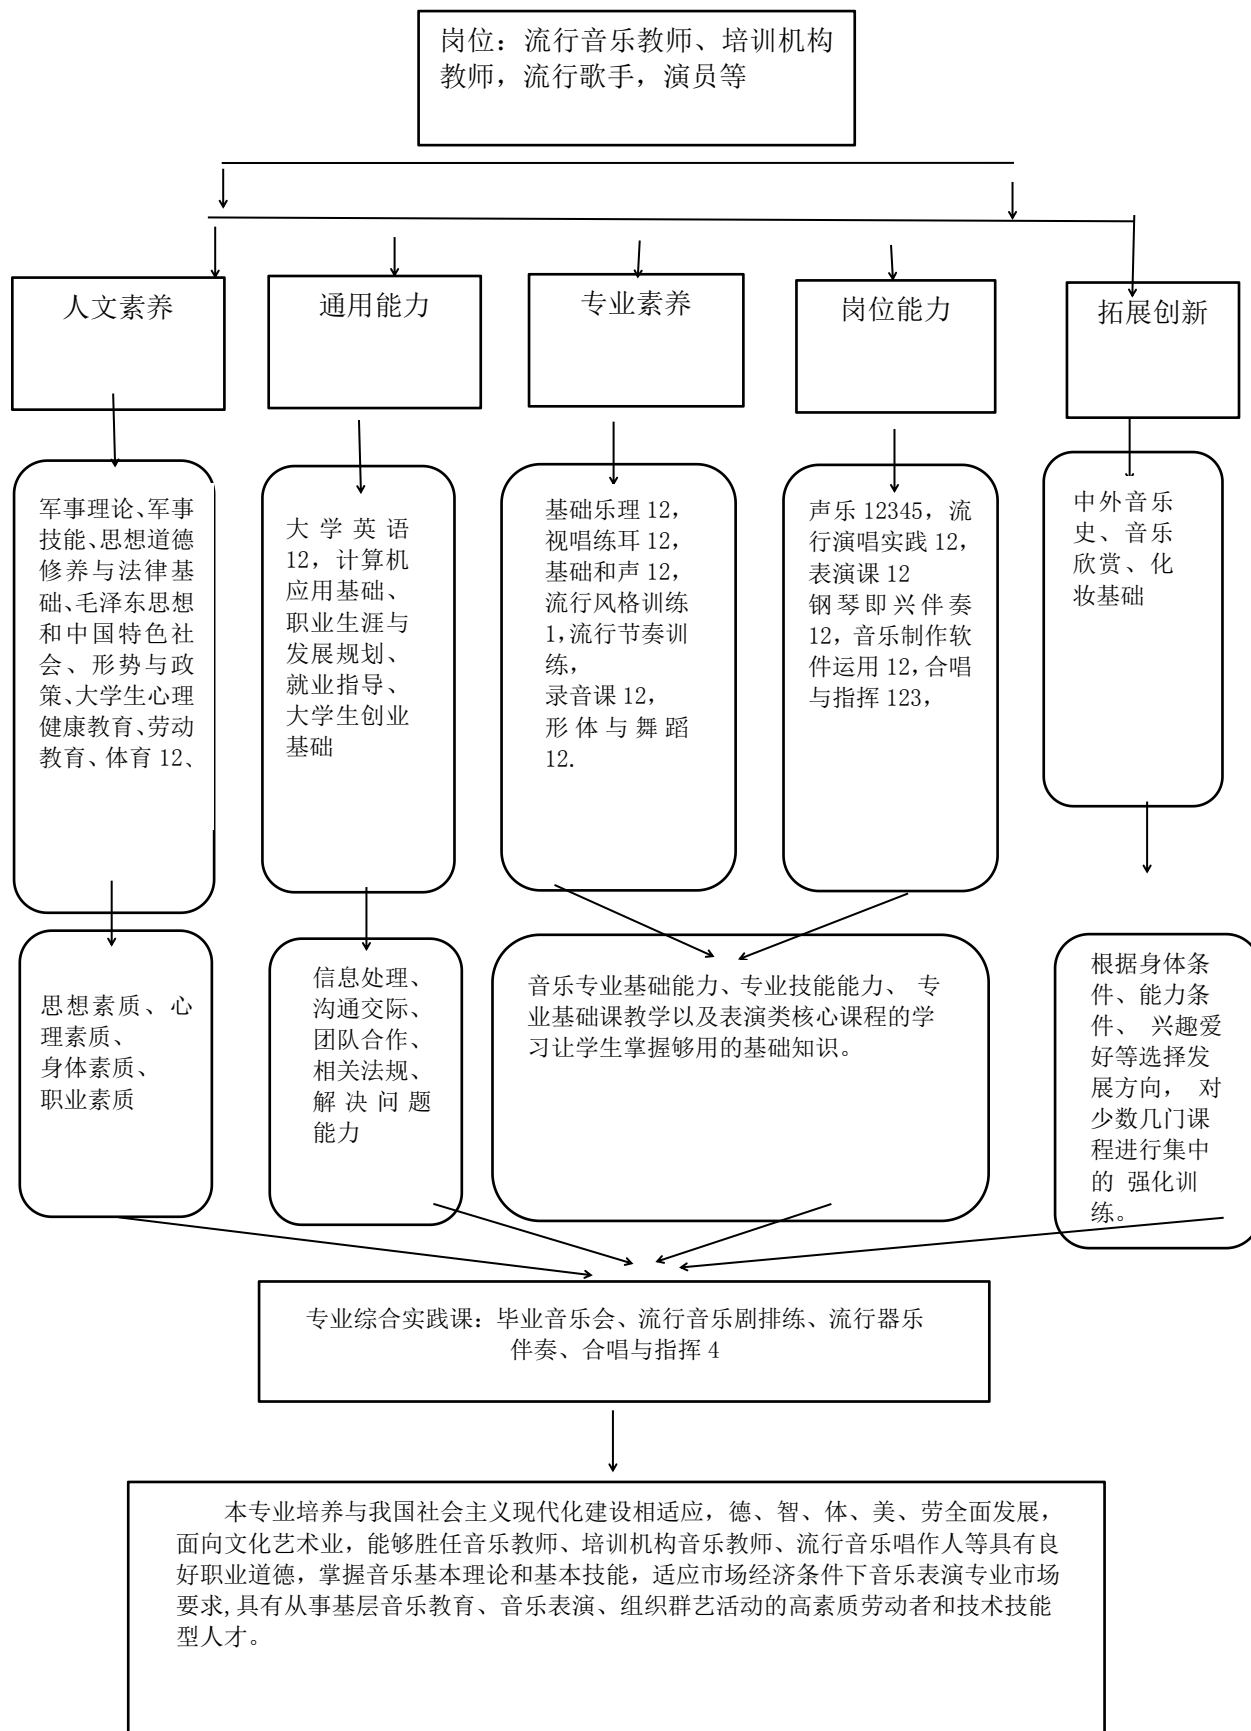 岗位：流行音乐教师、培训机构
教师，流行歌手，演员等
人文素养
通用能力
专业素养
岗位能力
拓展创新
军事理论、军事
技能、思想道德
修养与法律基
础、毛泽东思想
和中国特色社
会、形势与政
策、大学生心理
健康教育、劳动
教育、体育 12、
大学英语
12，计算机
应用基础、
职业生涯与
发展规划、
就业指导、
大学生创业
基础
基础乐理 12，
视唱练耳 12，
基础和声 12，
流行风格训练
1,流行节奏训
练，
录音课 12，
形体与舞蹈
12.
声乐 12345，流
行演唱实践 12，
表演课 12
钢琴即兴伴奏
12，音乐制作软
件运用 12，合唱
与指挥 123，
中外音乐
史、音乐
欣赏、化
妆基础
思想素质、心
理素质、
身体素质、
职业素质
信息处理、
沟通交际、
团队合作、
相关法规、
解决问题
能力
音乐专业基础能力、专业技能能力、 专
业基础课教学以及表演类核心课程的学
习让学生掌握够用的基础知识。
根据身体条
件、能力条
件、 兴趣爱
好等选择发
展方向， 对
少数几门课
程进行集中
的 强化训
练。
专业综合实践课：毕业音乐会、流行音乐剧排练、流行器乐
伴奏、合唱与指挥 4
本专业培养与我国社会主义现代化建设相适应，德、智、体、美、劳全面发展，
面向文化艺术业，能够胜任音乐教师、培训机构音乐教师、流行音乐唱作人等具有良
好职业道德，掌握音乐基本理论和基本技能，适应市场经济条件下音乐表演专业市场
要求,具有从事基层音乐教育、音乐表演、组织群艺活动的高素质劳动者和技术技能
型人才。